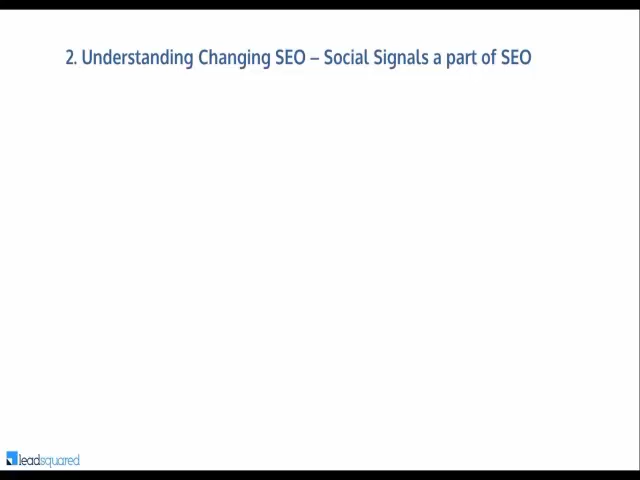 2. Understanding Changing SEO – Social Signals a part of SEO
leadsquared